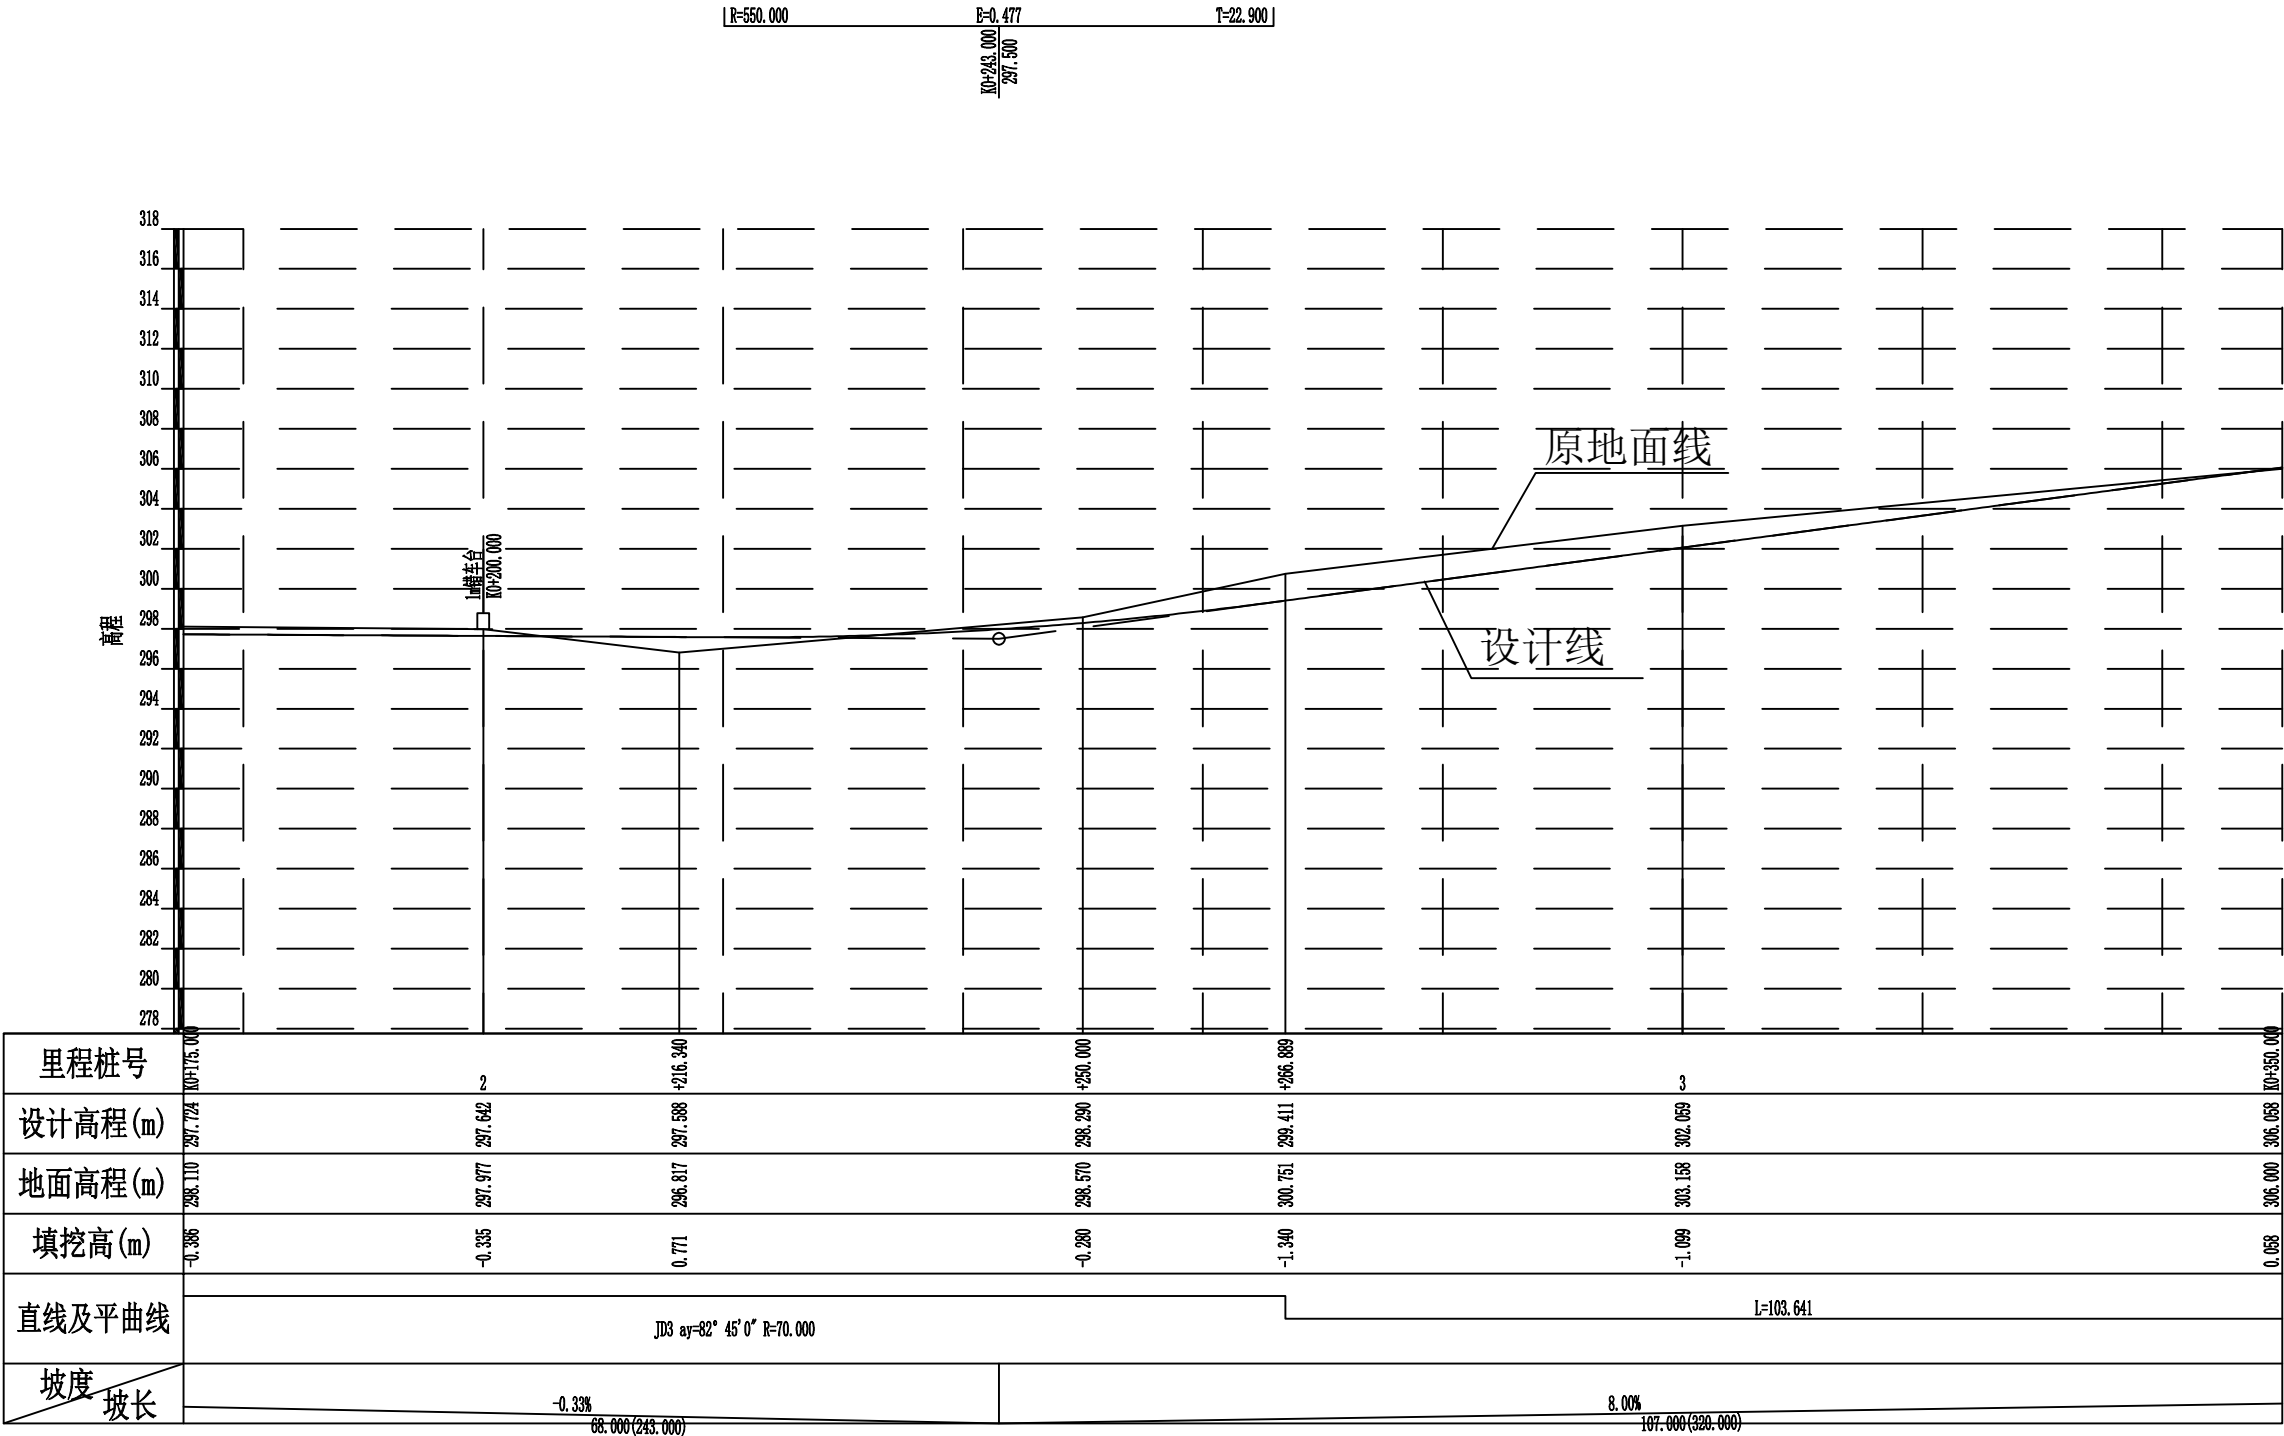 R=550.000 E=0.477 T=22.900
K0+243.000
297.500
318
316
314
312
310
308
306
304
302
300
298
296
294
292
290
288
286
284
282
280
278
高程
原地面线
设计线
1m错车台
K0+200.000
里程桩号 K0+175.000 2 +216.340 +250.000 +266.889 3 K0+350.000
设计高程(m) 297.724 297.642 297.588 298.290 299.411 302.059 306.058
地面高程(m) 298.110 297.977 296.817 298.570 300.751 303.158 306.000
填挖高(m) -0.386 -0.335 0.771 -0.280 -1.340 -1.099 0.058
直线及平曲线 JD3 ay=82°45'0" R=70.000 L=103.641
坡度 -0.33% 8.00%
坡长 68.000(243.000) 107.000(320.000)